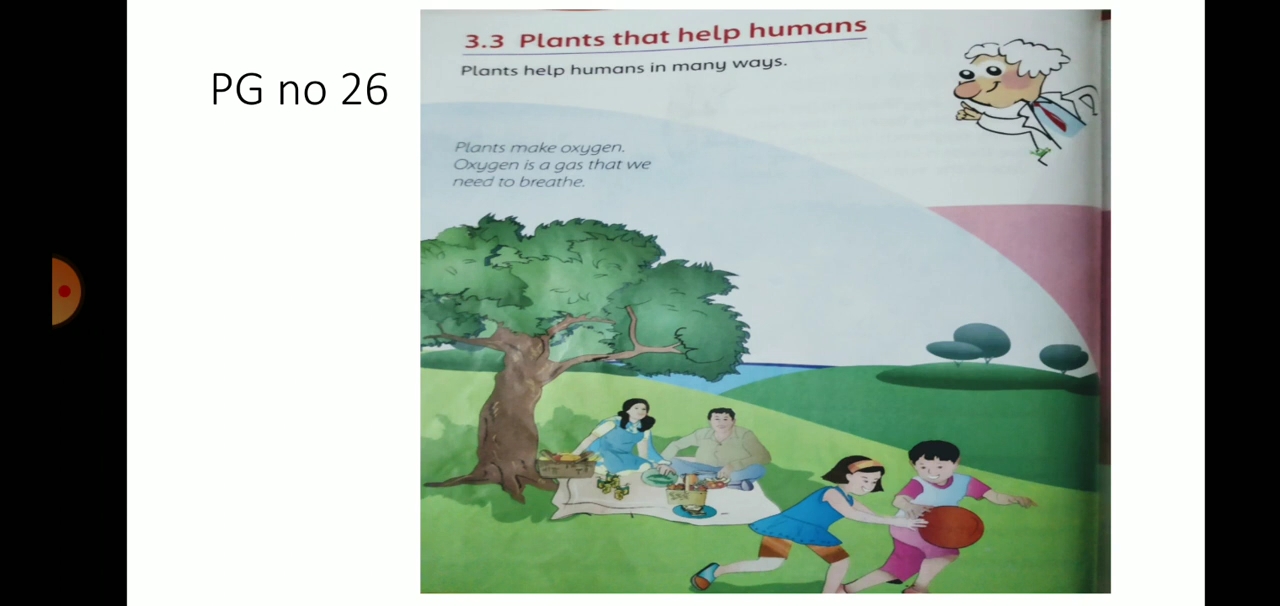 PG no 26
3.3 Plants that help humans
Plants help humans in many ways.
Plants make oxygen.
Oxygen is a gas that we
need to breathe.